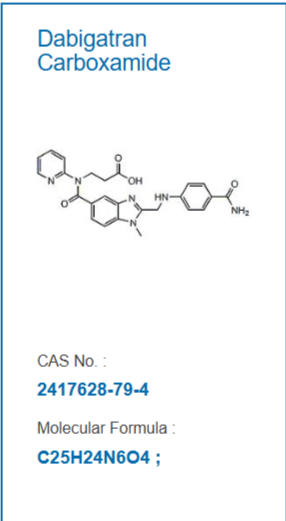 Dabigatran
Carboxamide
O
OH
N
N
O
N
N
HN
O
NH₂
CAS No. :
2417628-79-4
Molecular Formula :
C25H24N6O4 ;